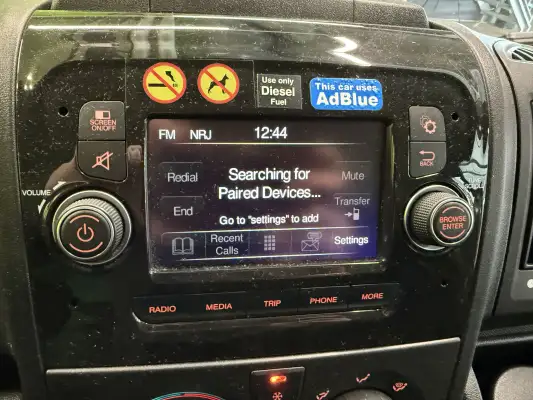 Use only
Diesel
Fuel
This car uses
AdBlue
SCREEN
ON/OFF
FM NRJ 12:44
Redial
Searching for
Paired Devices...
Mute
BACK
VOLUME
End
Go to "settings" to add
Transfer
BROWSE
ENTER
Recent
Calls
Settings
RADIO MEDIA TRIP PHONE MORE